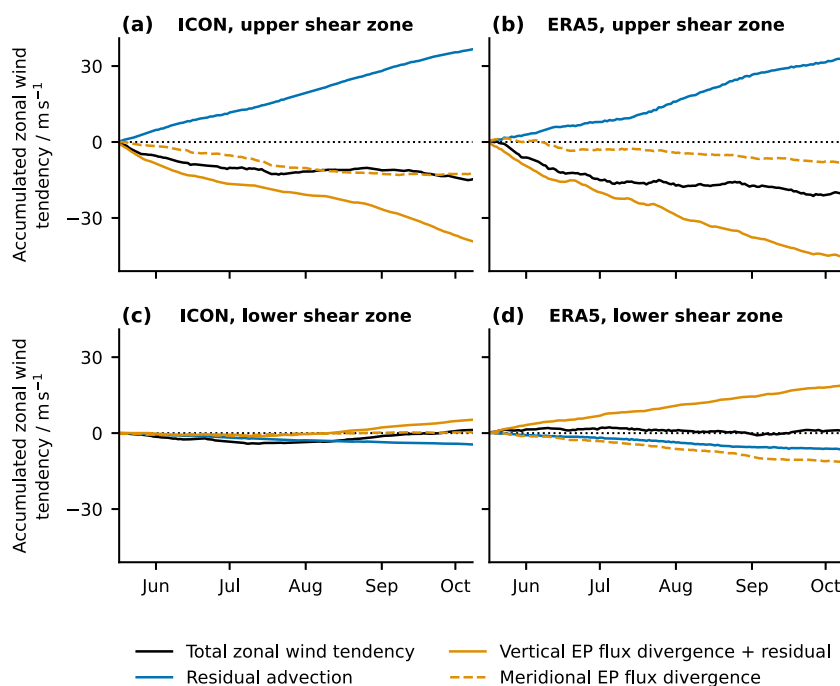 (a) ICON, upper shear zone
(b) ERA5, upper shear zone
Accumulated zonal wind
tendency / m s⁻¹
30
0
−30
(c) ICON, lower shear zone
(d) ERA5, lower shear zone
Accumulated zonal wind
tendency / m s⁻¹
30
0
−30
Jun Jul Aug Sep Oct Jun Jul Aug Sep Oct
Total zonal wind tendency
Residual advection
Vertical EP flux divergence + residual
Meridional EP flux divergence